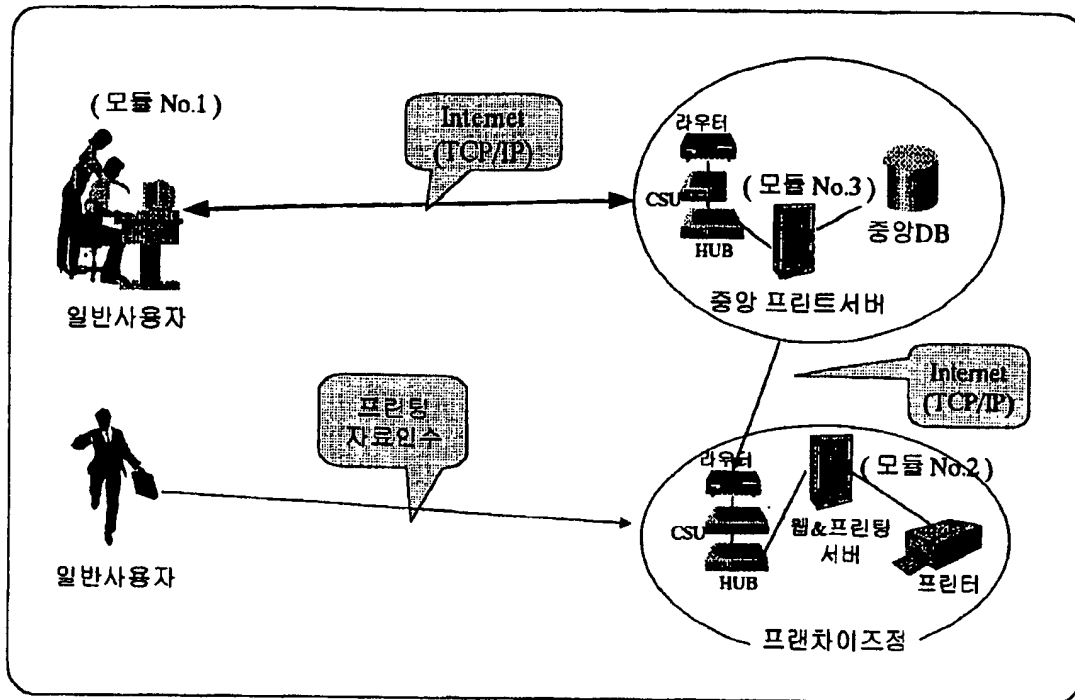 ( 모듈 No.1 )
일반사용자
Internet
(TCP/IP)
라우터
CSU
HUB
( 모듈 No.3 )
중앙DB
중앙 프린트서버
Internet
(TCP/IP)
일반사용자
프린팅
자료인수
라우터
CSU
HUB
( 모듈 No.2 )
웹&프린팅
서버
프린터
프랜차이즈점